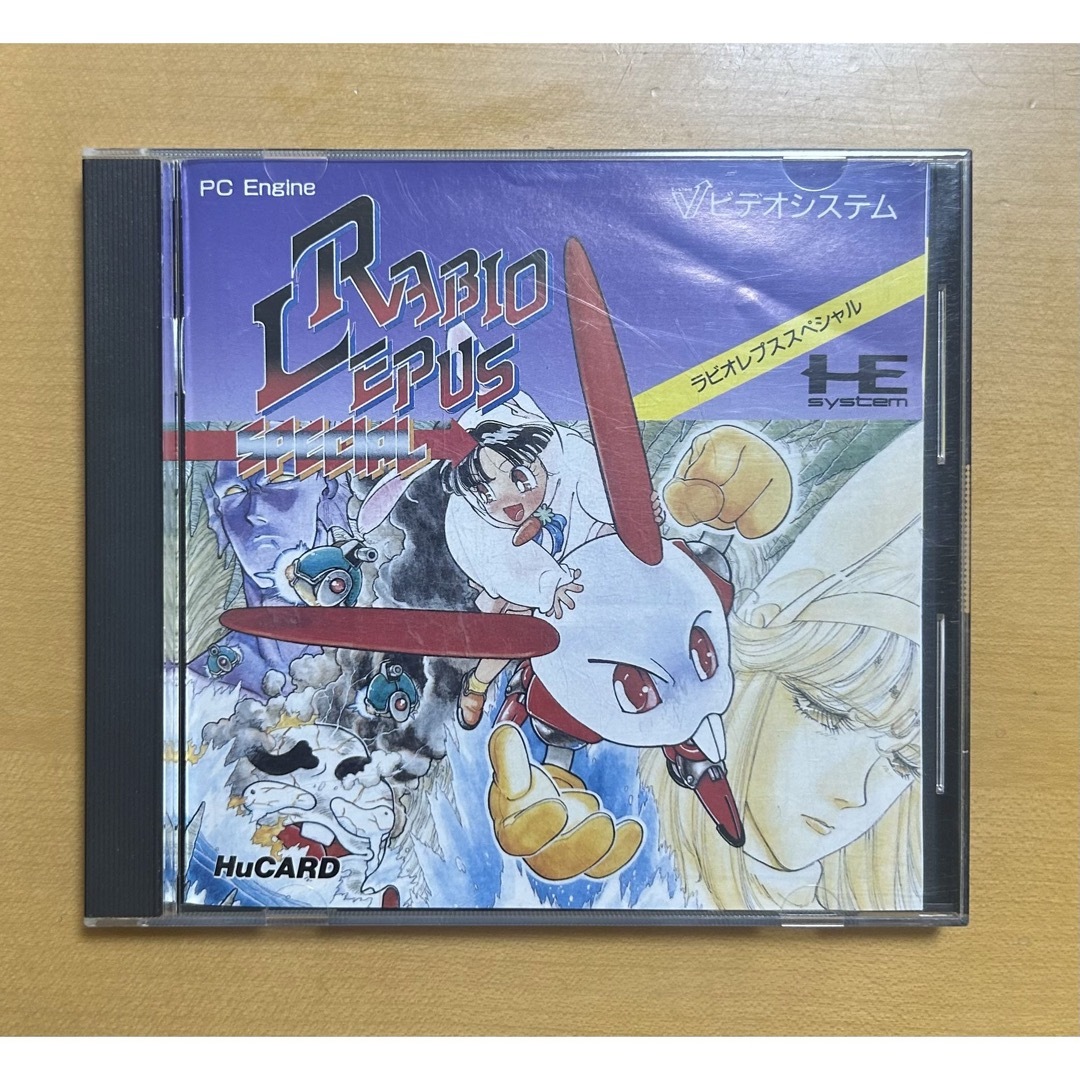 PC Engine
Vビデオシステム
RABIO
LEPUS
SPECIAL
ラビオレプススペシャル
HE
system
HuCARD